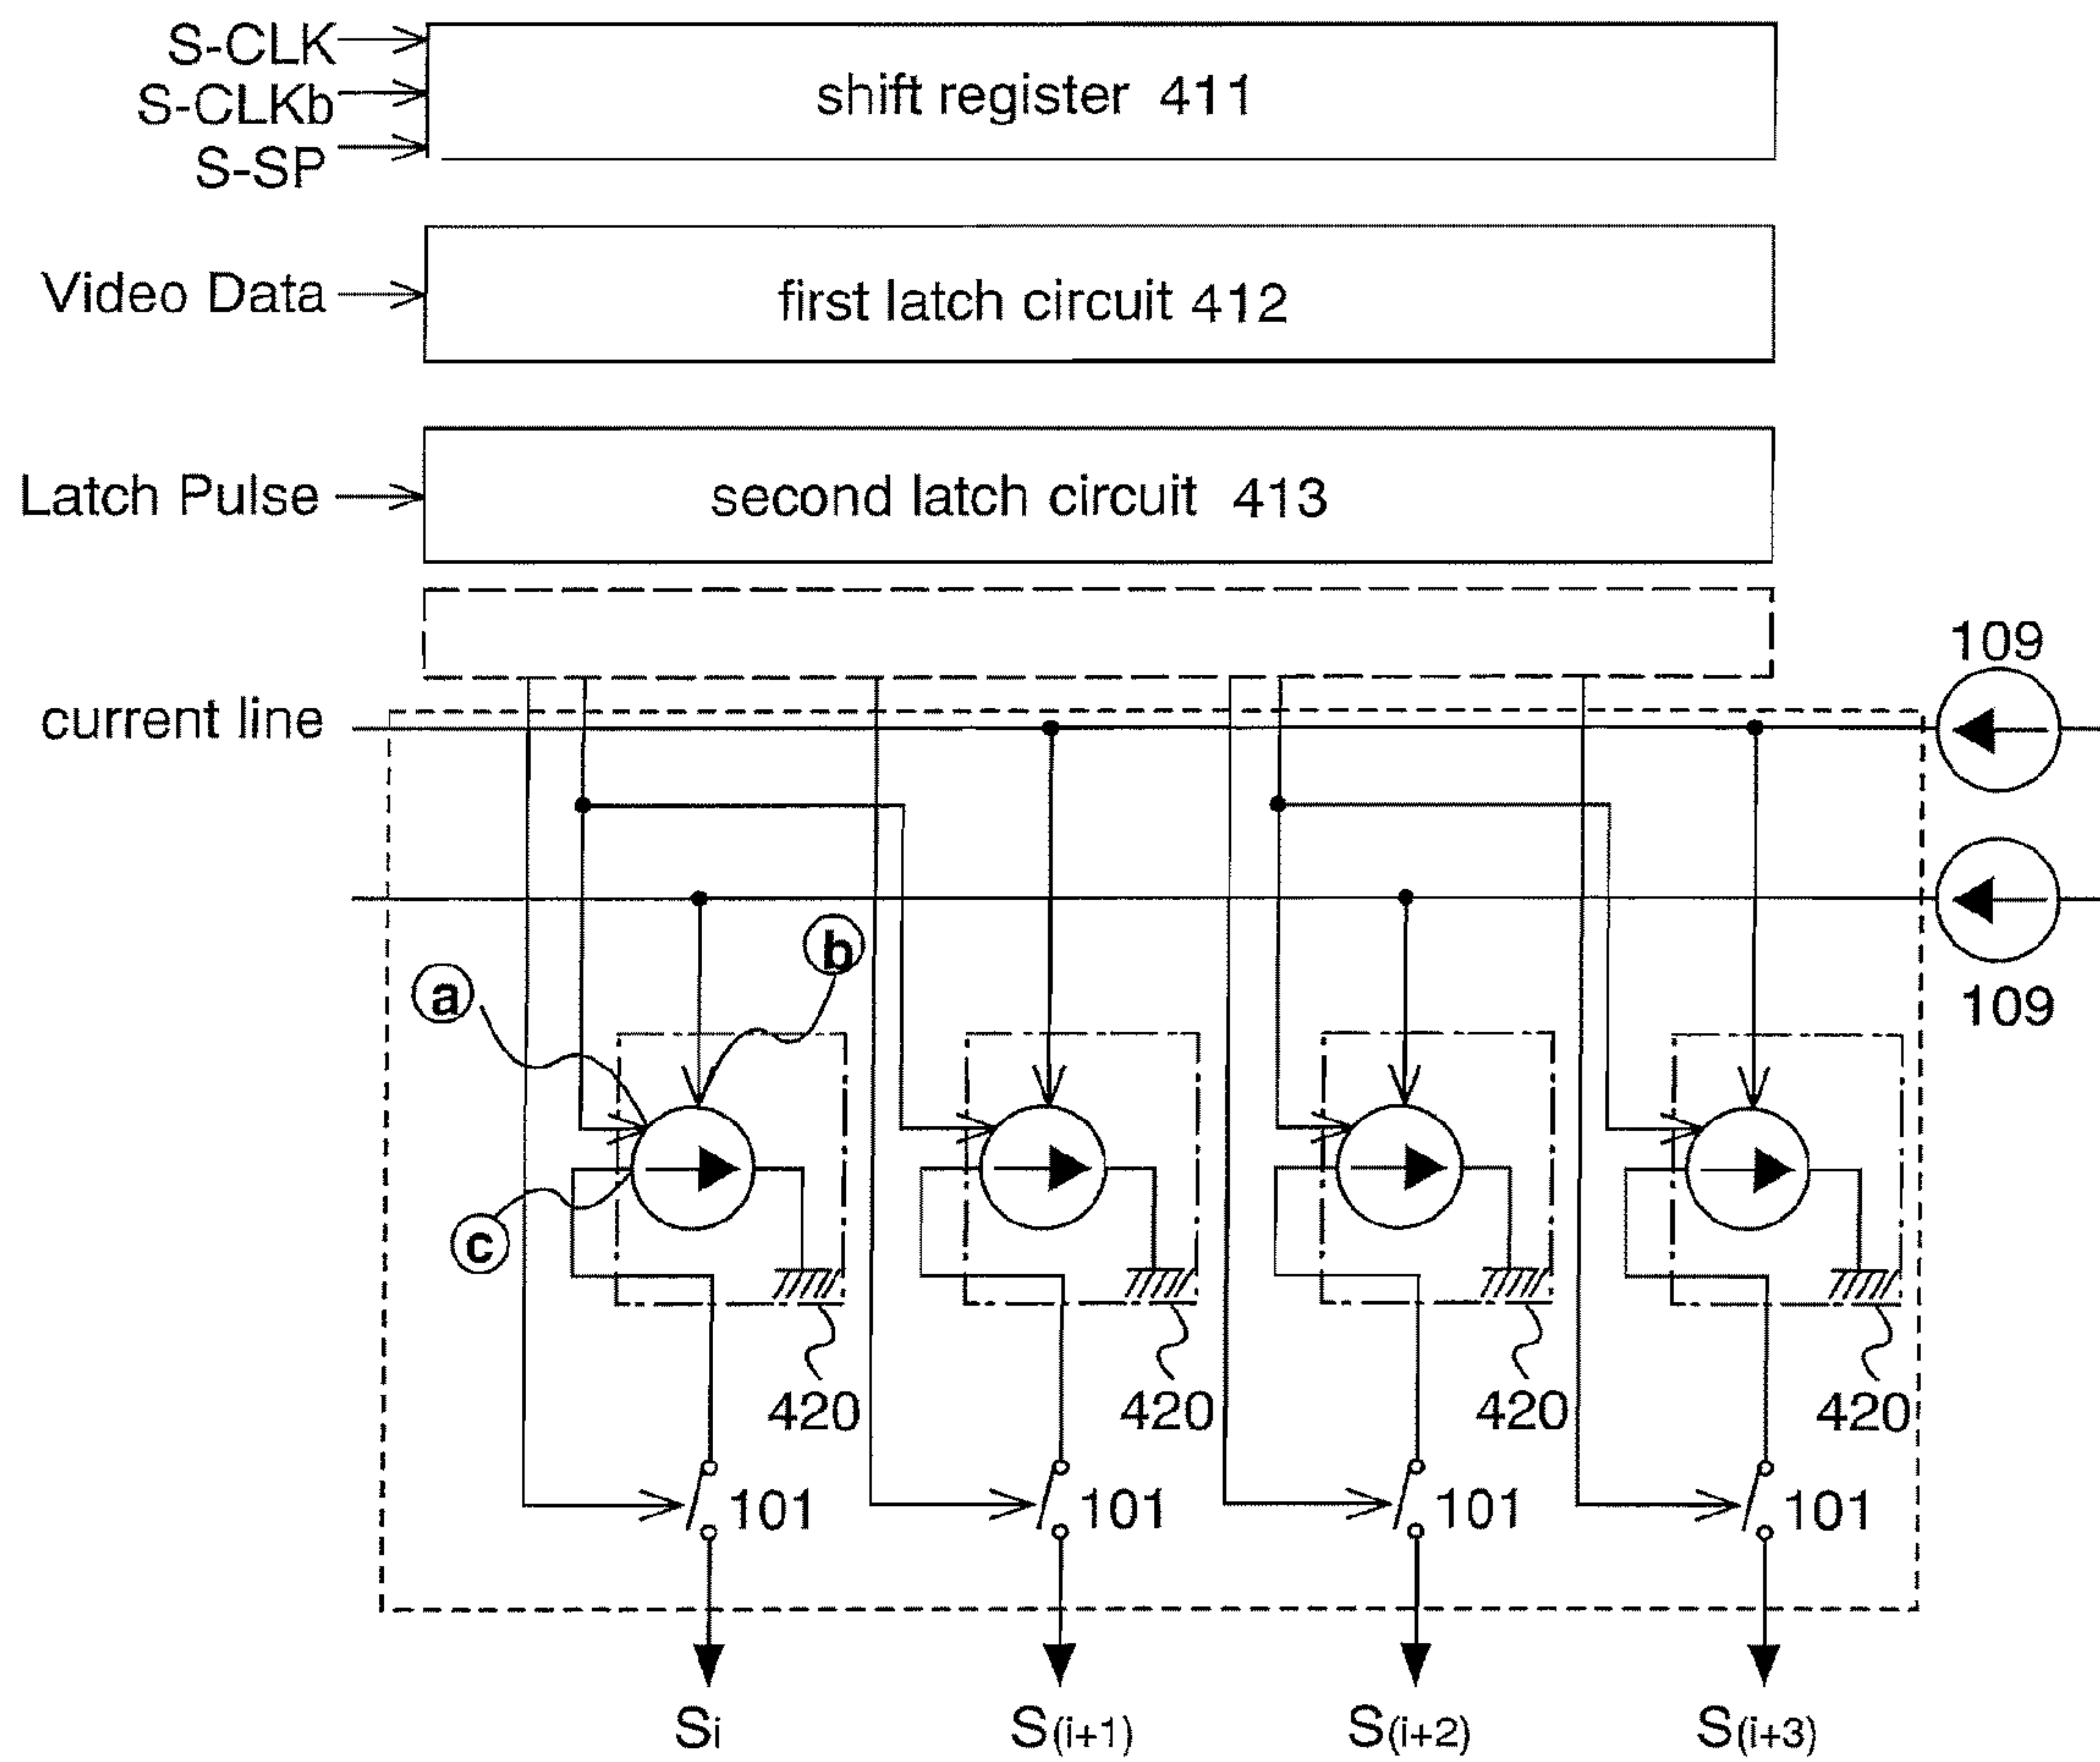 S-CLK
S-CLKb
S-SP
shift register 411
Video Data
first latch circuit 412
Latch Pulse
second latch circuit 413
109
current line
109
b
a
c
420
420
420
420
101
101
101
101
Si
S(i+1)
S(i+2)
S(i+3)